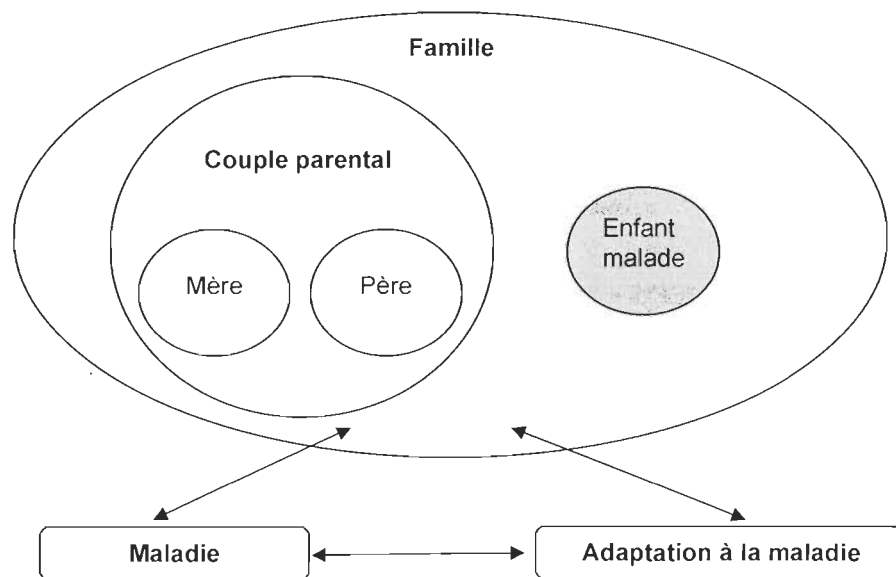 Famille
Couple parental
Mère
Père
Enfant
malade
Maladie
Adaptation à la maladie